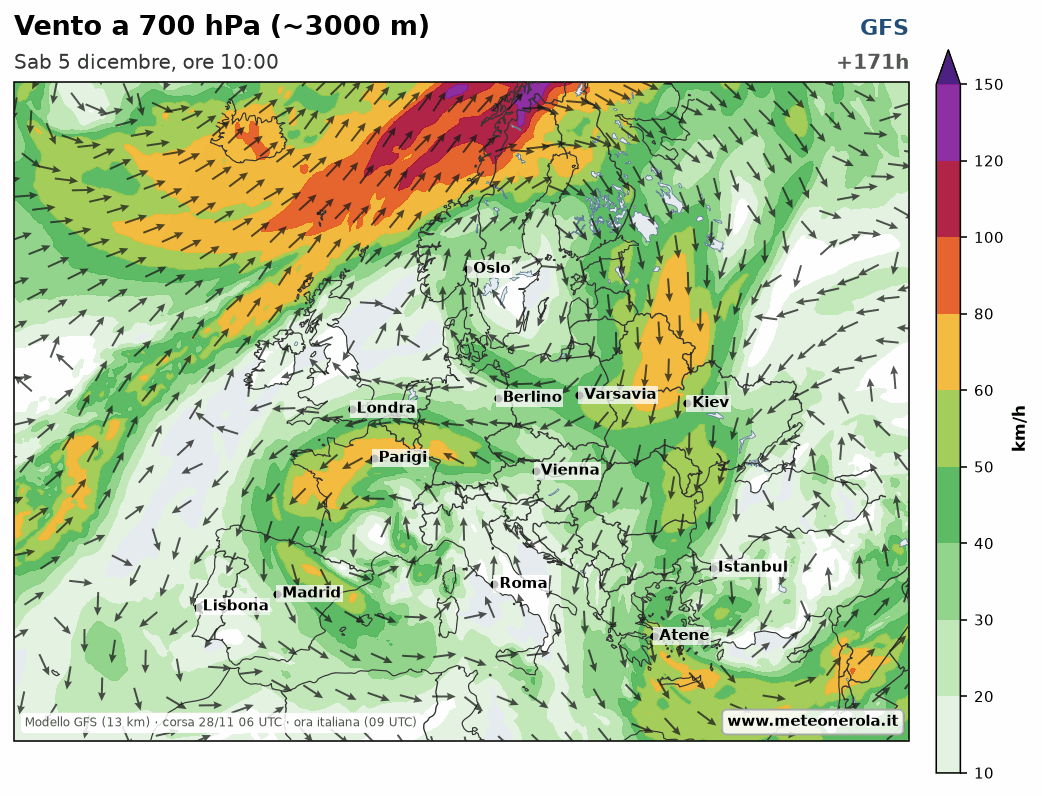 Vento a 700 hPa (~3000 m)
GFS
Sab 5 dicembre, ore 10:00
+171h
150
120
100
80
60
50
40
30
20
10
km/h
Oslo
Berlino
Varsavia
Kiev
Londra
Parigi
Vienna
Istanbul
Roma
Madrid
Lisbona
Atene
Modello GFS (13 km) · corsa 28/11 06 UTC · ora italiana (09 UTC)
www.meteonerola.it